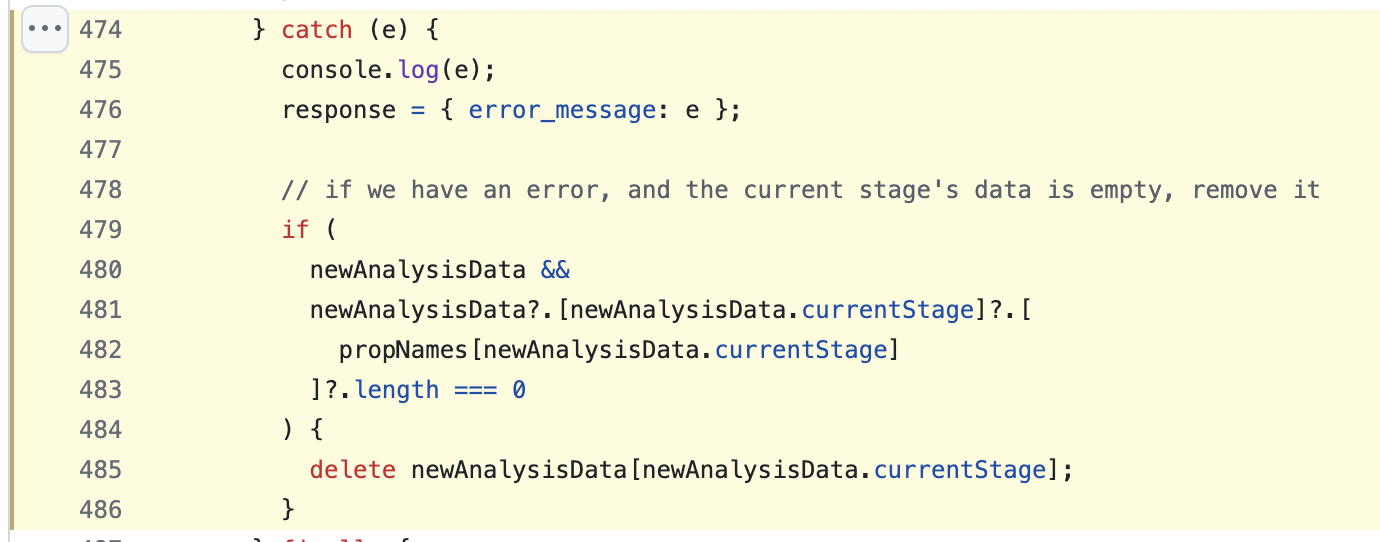 474 } catch (e) {
475 console.log(e);
476 response = { error_message: e };
477
478 // if we have an error, and the current stage's data is empty, remove it
479 if (
480 newAnalysisData &&
481 newAnalysisData?.[newAnalysisData.currentStage]?.[
482 propNames[newAnalysisData.currentStage]
483 ]?.length === 0
484 ) {
485 delete newAnalysisData[newAnalysisData.currentStage];
486 }